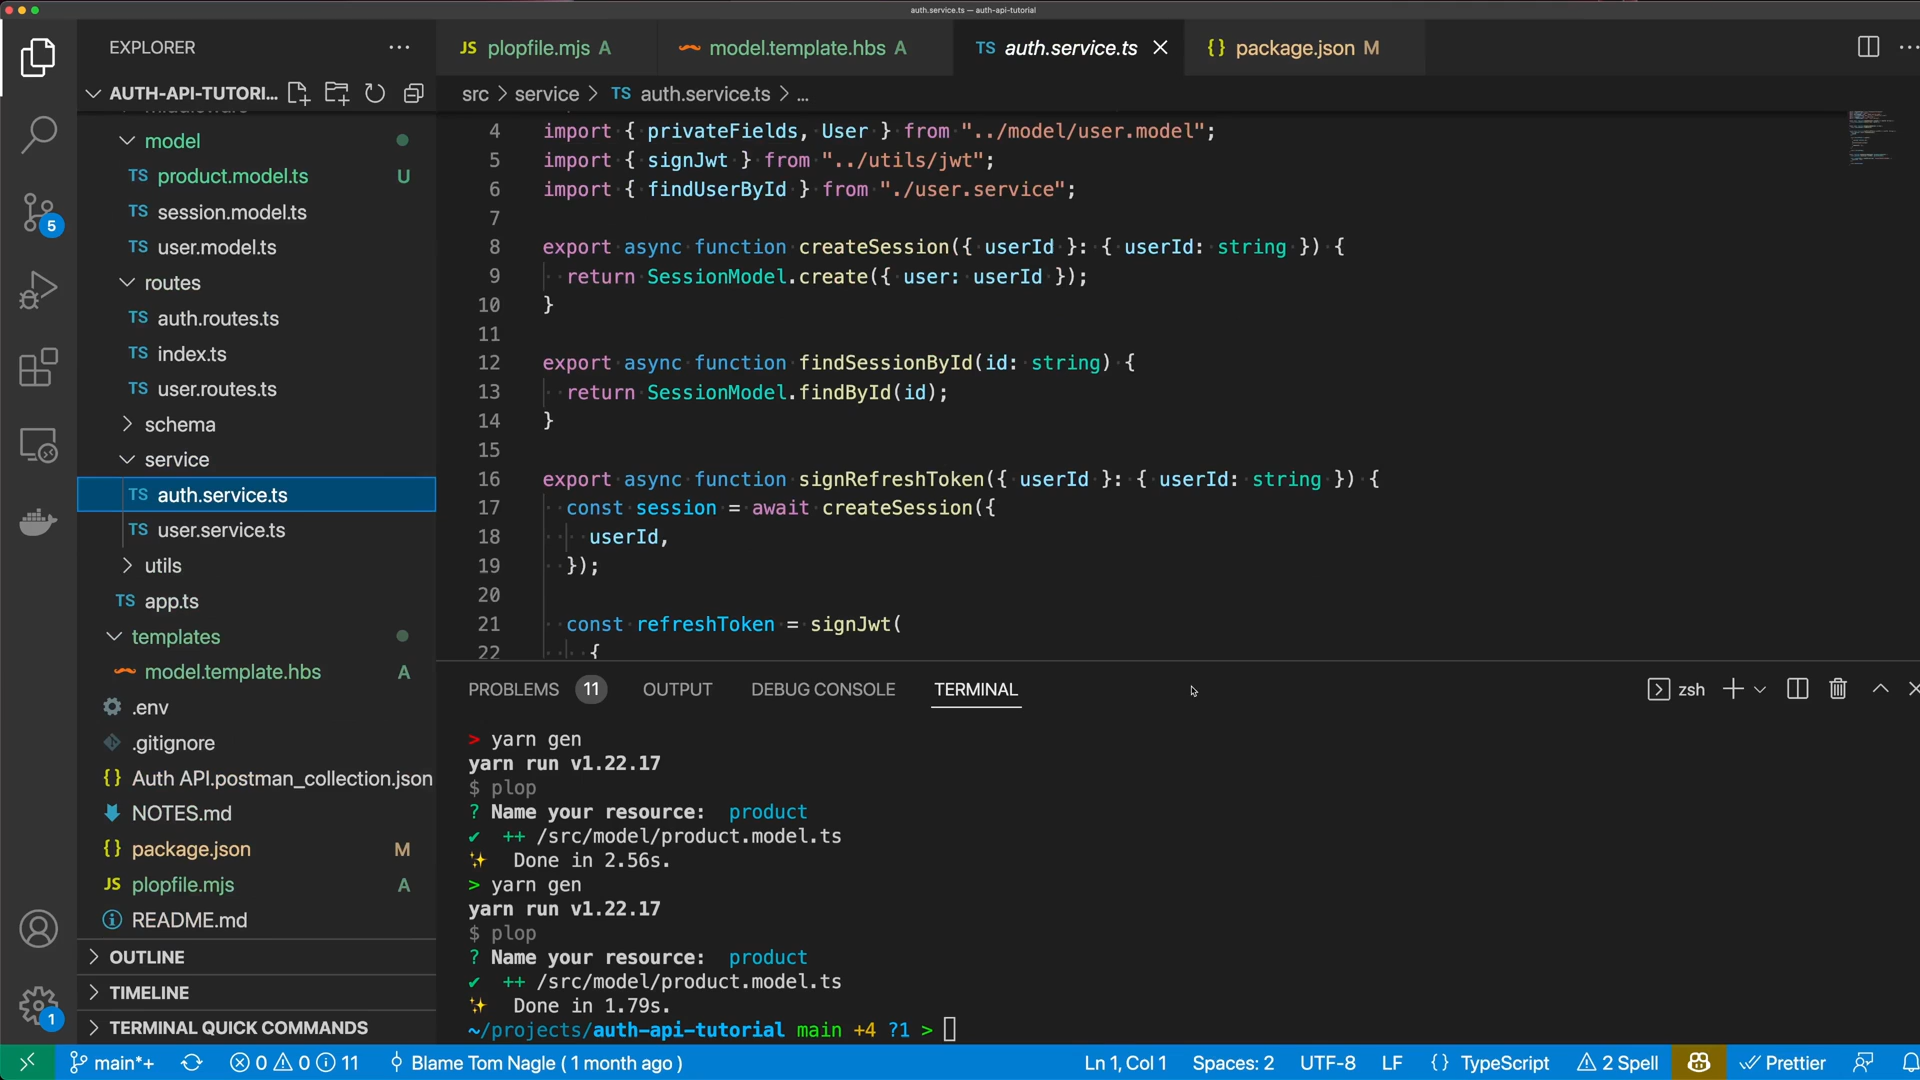 auth.service.ts — auth-api-tutorial
EXPLORER
AUTH-API-TUTORI...
model
TS product.model.ts U
TS session.model.ts
TS user.model.ts
routes
TS auth.routes.ts
TS index.ts
TS user.routes.ts
schema
service
TS auth.service.ts
TS user.service.ts
utils
TS app.ts
templates
model.template.hbs A
.env
.gitignore
{} Auth API.postman_collection.json
NOTES.md
{} package.json M
JS plopfile.mjs A
README.md
OUTLINE
TIMELINE
TERMINAL QUICK COMMANDS
5
1
JS plopfile.mjs A
model.template.hbs A
TS auth.service.ts
{} package.json M
src > service > TS auth.service.ts > ...
4 import { privateFields, User } from "../model/user.model";
5 import { signJwt } from "../utils/jwt";
6 import { findUserById } from "./user.service";
7
8 export async function createSession({ userId }: { userId: string }) {
9 return SessionModel.create({ user: userId });
10 }
11
12 export async function findSessionById(id: string) {
13 return SessionModel.findById(id);
14 }
15
16 export async function signRefreshToken({ userId }: { userId: string }) {
17 const session = await createSession({
18 userId,
19 });
20
21 const refreshToken = signJwt(
22 {
PROBLEMS 11 OUTPUT DEBUG CONSOLE TERMINAL
zsh
> yarn gen
yarn run v1.22.17
$ plop
? Name your resource: product
✔ ++ /src/model/product.model.ts
✨ Done in 2.56s.
> yarn gen
yarn run v1.22.17
$ plop
? Name your resource: product
✔ ++ /src/model/product.model.ts
✨ Done in 1.79s.
~/projects/auth-api-tutorial main +4 ?1 >
main*+ 0 0 11 Blame Tom Nagle ( 1 month ago ) Ln 1, Col 1 Spaces: 2 UTF-8 LF {} TypeScript 2 Spell Prettier